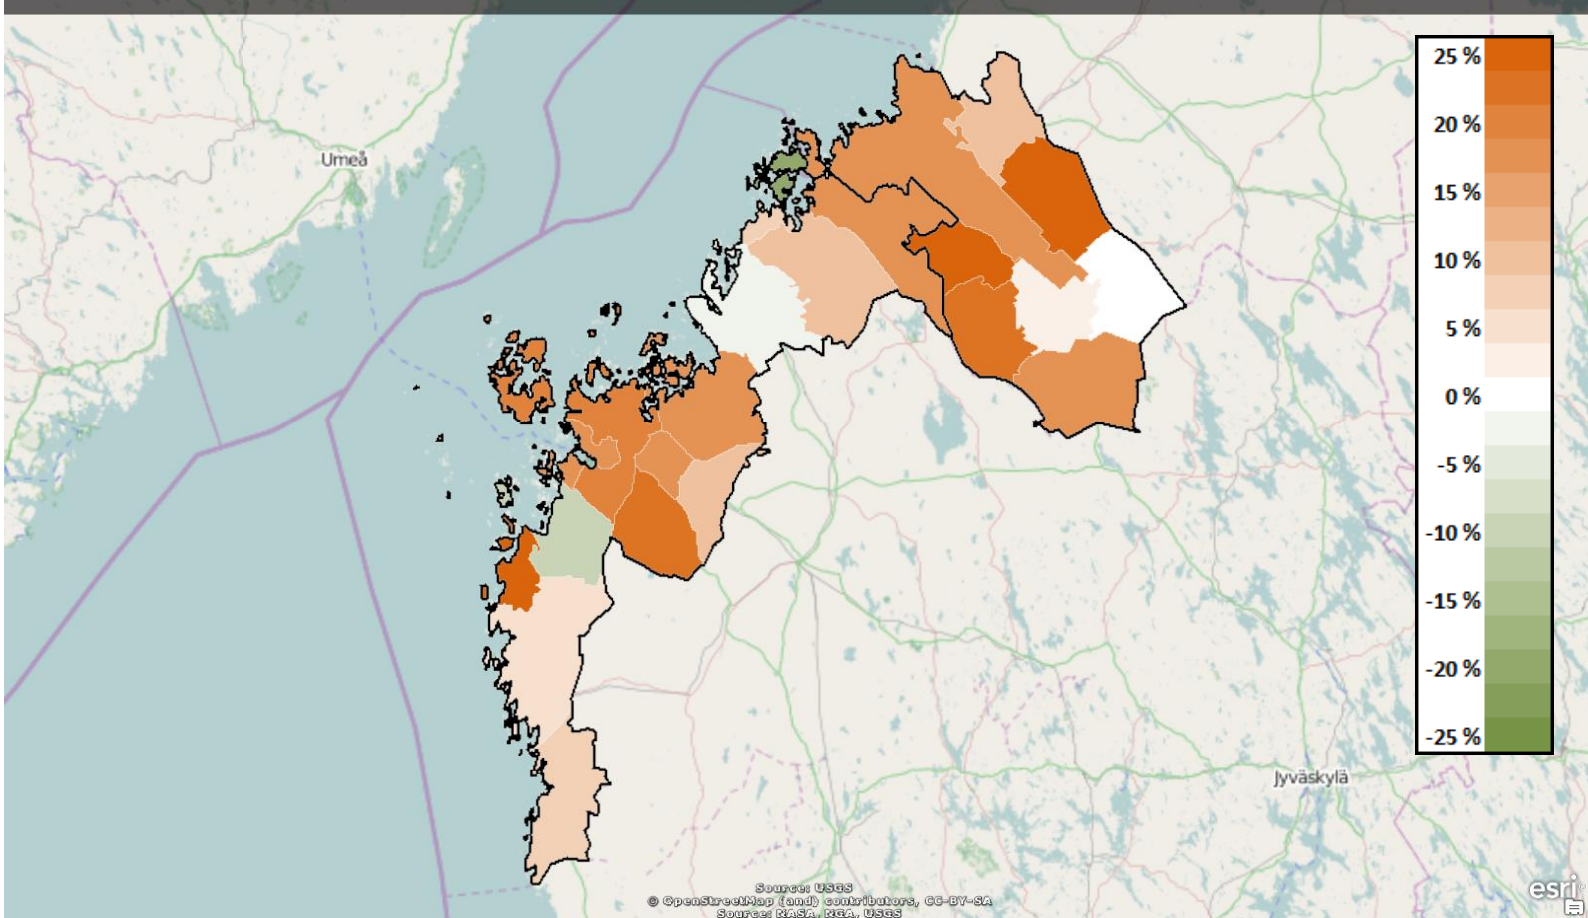 Umeå
25 %
20 %
15 %
10 %
5 %
0 %
-5 %
-10 %
-15 %
-20 %
-25 %
Jyväskylä
Source: USGS
© OpenStreetMap (and) contributors, CC-BY-SA
Source: NASA, NGA, USGS
esri